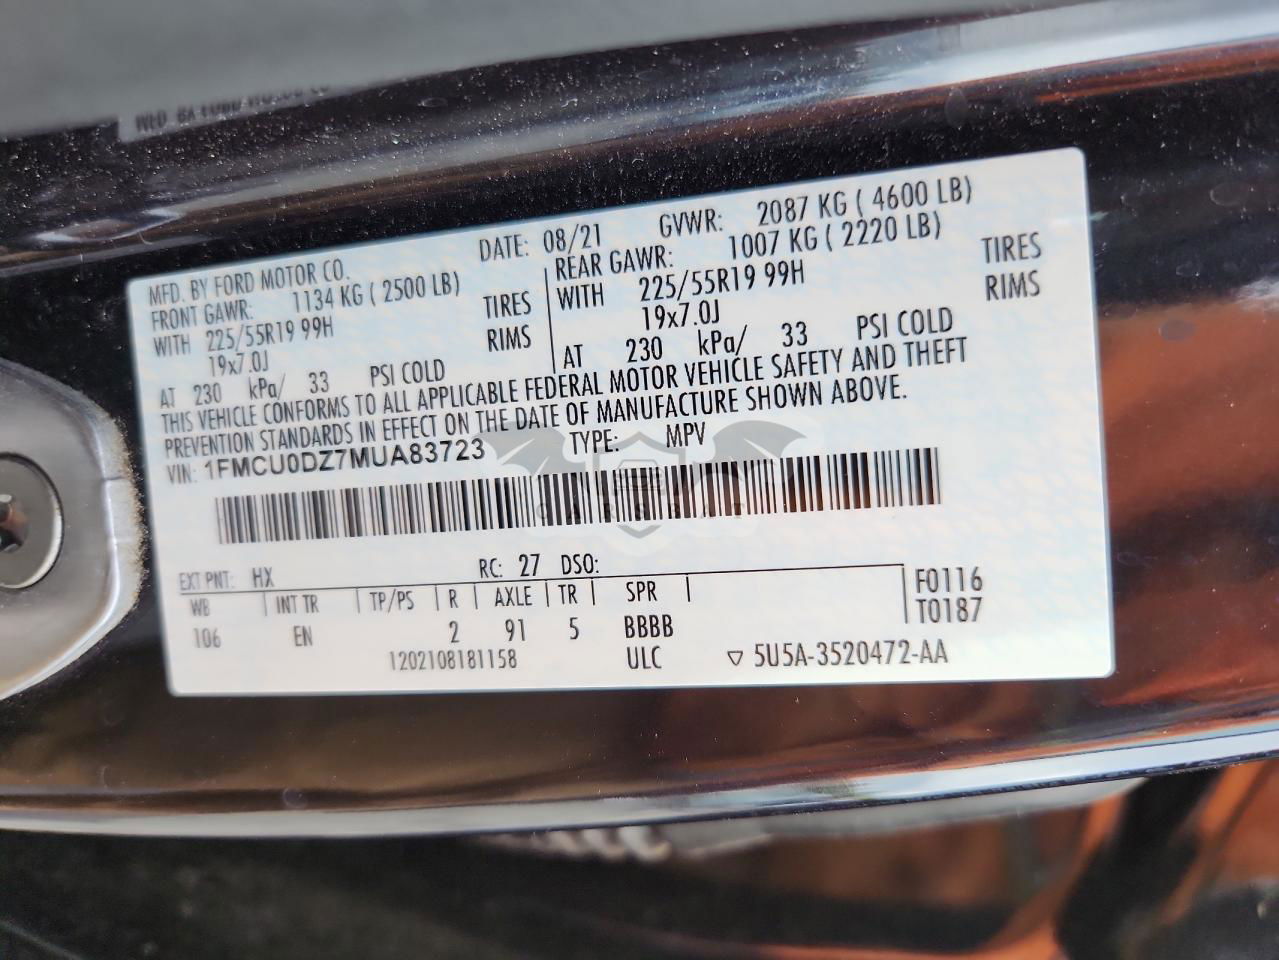 MFD. BY FORD MOTOR CO. DATE: 08/21 GVWR: 2087 KG ( 4600 LB)
FRONT GAWR: 1134 KG ( 2500 LB) REAR GAWR: 1007 KG ( 2220 LB)
WITH 225/55R19 99H TIRES WITH 225/55R19 99H TIRES
19x7.0J RIMS 19x7.0J RIMS
AT 230 kPa/ 33 PSI COLD AT 230 kPa/ 33 PSI COLD
THIS VEHICLE CONFORMS TO ALL APPLICABLE FEDERAL MOTOR VEHICLE SAFETY AND THEFT
PREVENTION STANDARDS IN EFFECT ON THE DATE OF MANUFACTURE SHOWN ABOVE.
VIN: 1FMCU0DZ7MUA83723 TYPE: MPV
CARSBAT
EXT PNT: HX RC: 27 DSO:
WB INT TR TP/PS R AXLE TR SPR F0116
106 EN 2 91 5 BBBB T0187
1202108181158 ULC ▽ 5U5A-3520472-AA